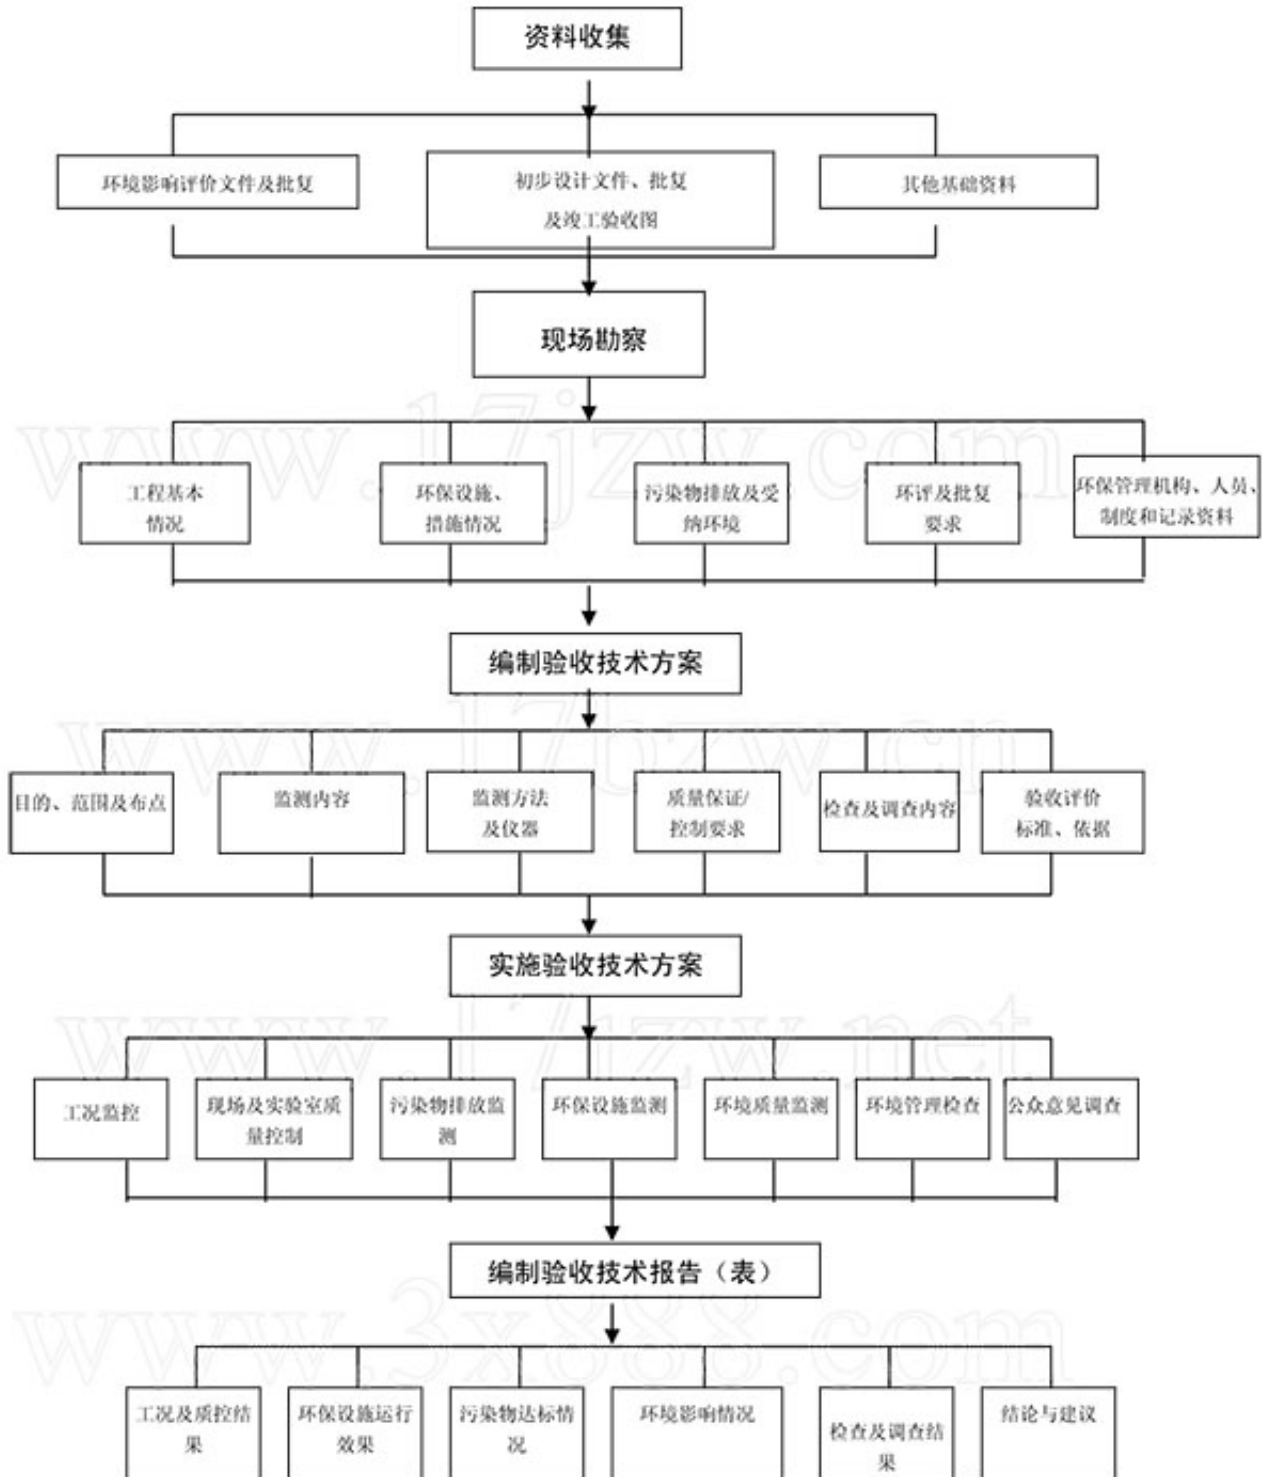 资料收集
环境影响评价文件及批复
初步设计文件、批复
及竣工验收图
其他基础资料
现场勘察
www.17jzw.com
工程基本
情况
环保设施、
措施情况
污染物排放及受
纳环境
环评及批复
要求
环保管理机构、人员、
制度和记录资料
编制验收技术方案
www.17bzw.cn
目的、范围及布点
监测内容
监测方法
及仪器
质量保证/
控制要求
检查及调查内容
验收评价
标准、依据
实施验收技术方案
www.17jzw.net
工况监控
现场及实验室质
量控制
污染物排放监
测
环保设施监测
环境质量监测
环境管理检查
公众意见调查
编制验收技术报告（表）
www.3x888.com
工况及质控结
果
环保设施运行
效果
污染物达标情
况
环境影响情况
检查及调查结
果
结论与建议